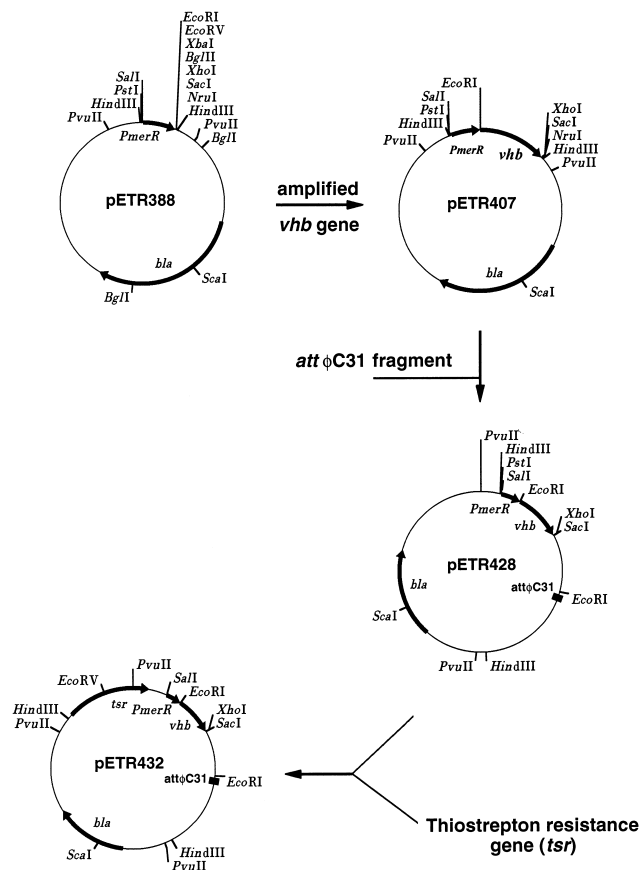 EcoRI
EcoRV
XbaI
BglII
XhoI
SacI
NruI
HindIII
PvuII
BglI
SalI
PstI
HindIII
PvuII
PmerR
pETR388
bla
ScaI
BglI
amplified
vhb gene
EcoRI
SalI
PstI
HindIII
PvuII
PmerR
vhb
XhoI
SacI
NruI
HindIII
PvuII
pETR407
bla
ScaI
att ϕC31 fragment
PvuII
HindIII
PstI
SalI
EcoRI
PmerR
vhb
XhoI
SacI
pETR428
attϕC31
EcoRI
bla
ScaI
PvuII
HindIII
PvuII
EcoRV
SalI
EcoRI
tsr
PmerR
vhb
XhoI
SacI
HindIII
PvuII
pETR432
attϕC31
EcoRI
bla
ScaI
HindIII
PvuII
Thiostrepton resistance
gene (tsr)